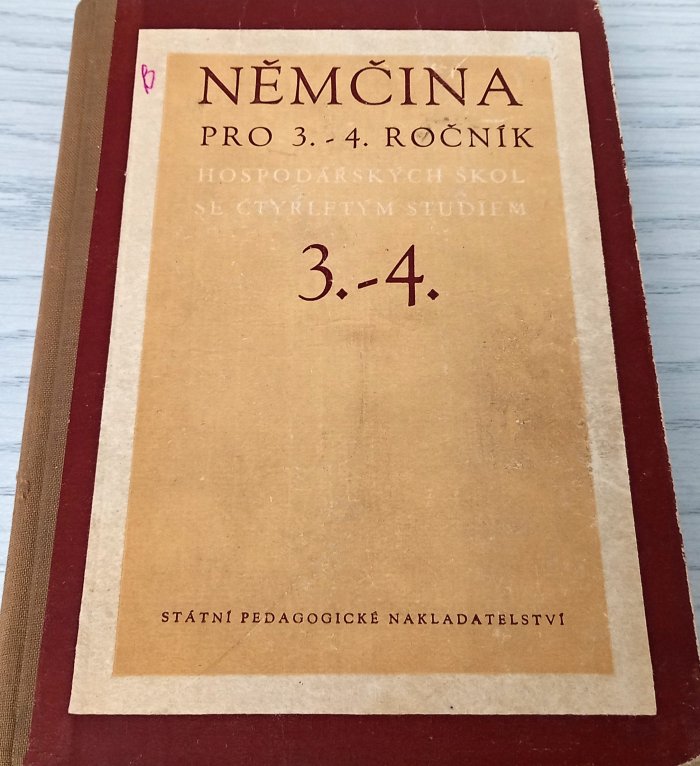 NĚMČINA
PRO 3. - 4. ROČNÍK
HOSPODÁŘSKÝCH ŠKOL
SE ČTYŘLETÝM STUDIEM
3.-4.
STÁTNÍ PEDAGOGICKÉ NAKLADATELSTVÍ